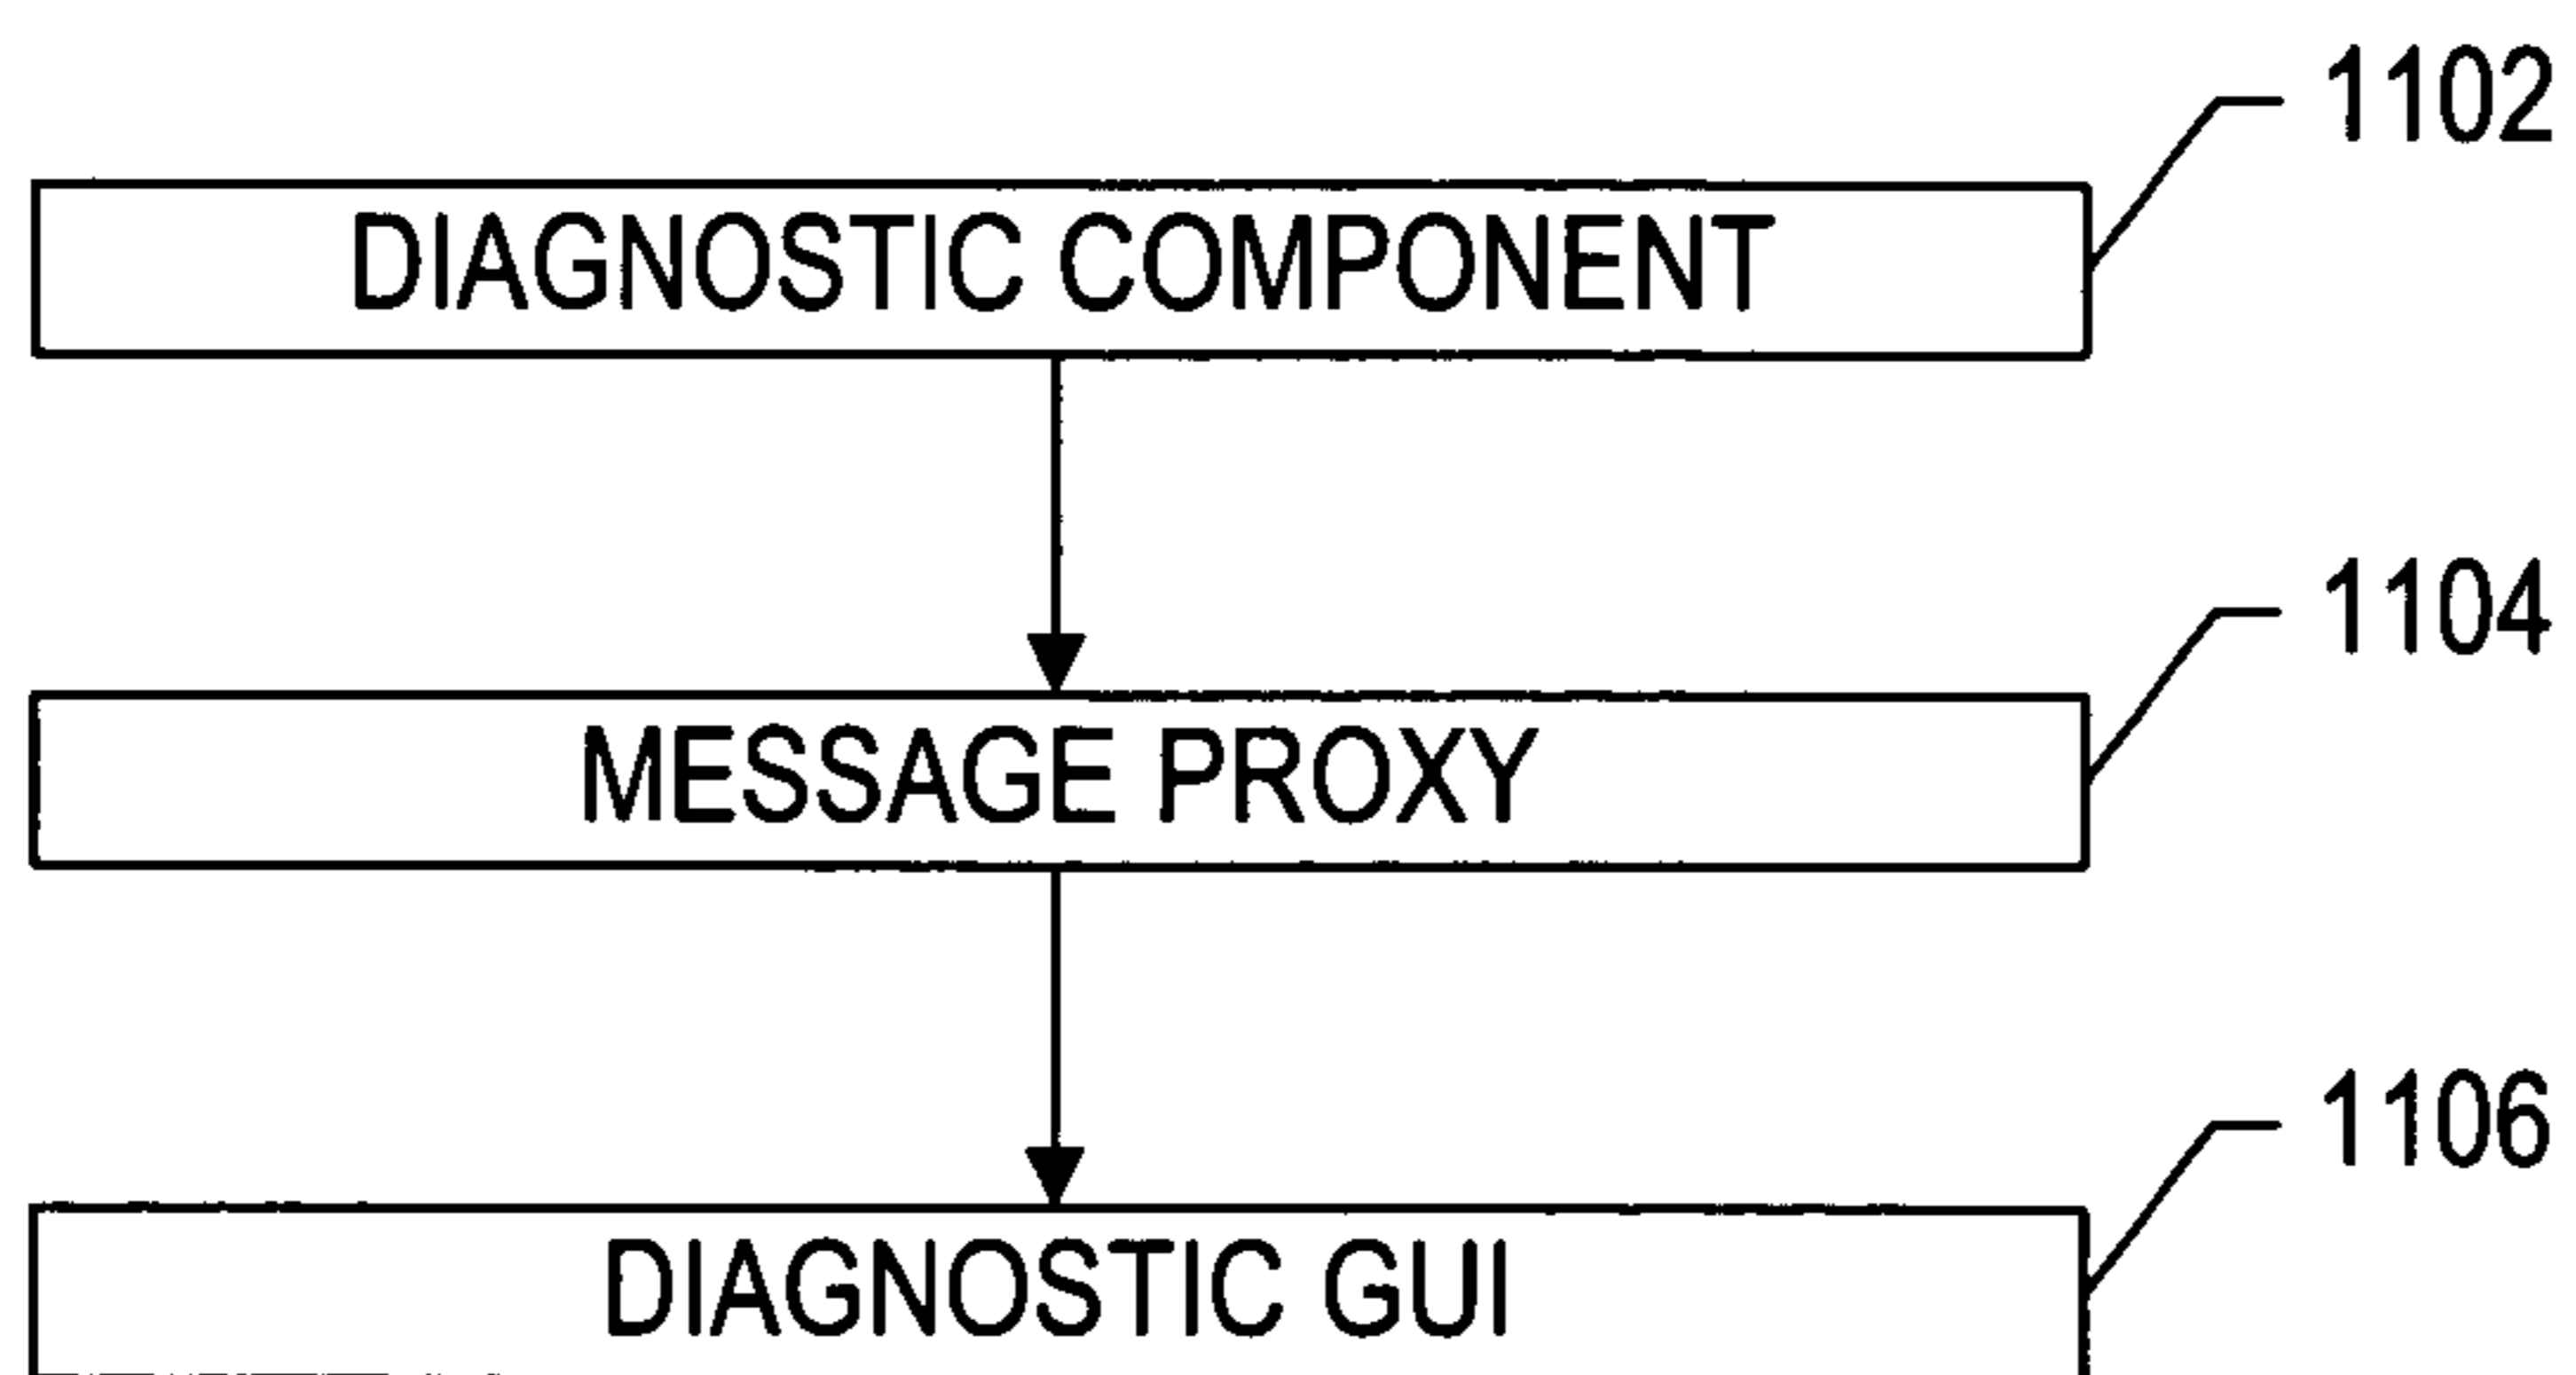 1102
DIAGNOSTIC COMPONENT
1104
MESSAGE PROXY
1106
DIAGNOSTIC GUI